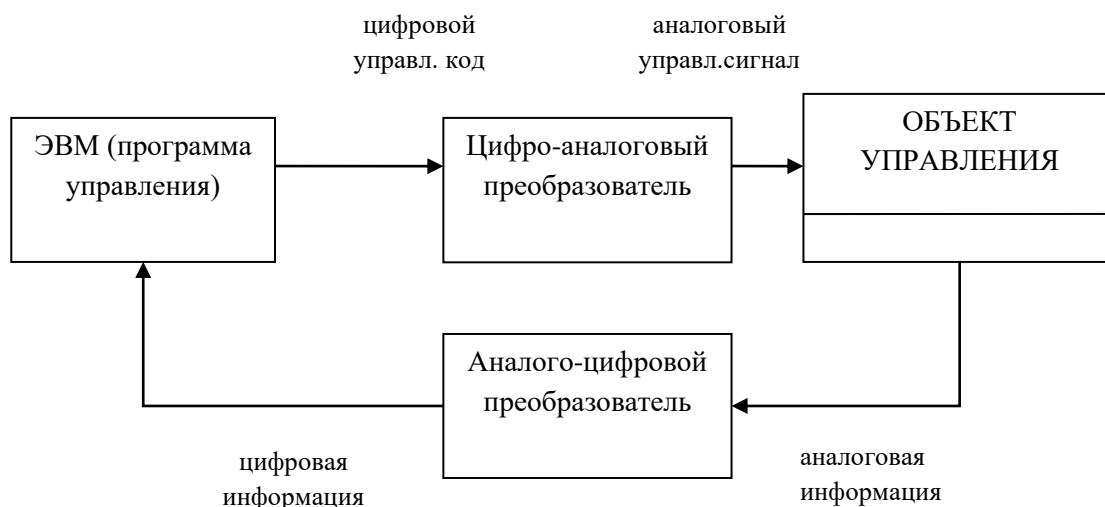 цифровой
управл. код
аналоговый
управл.сигнал
ЭВМ (программа
управления)
Цифро-аналоговый
преобразователь
ОБЪЕКТ
УПРАВЛЕНИЯ
Аналого-цифровой
преобразователь
цифровая
информация
аналоговая
информация